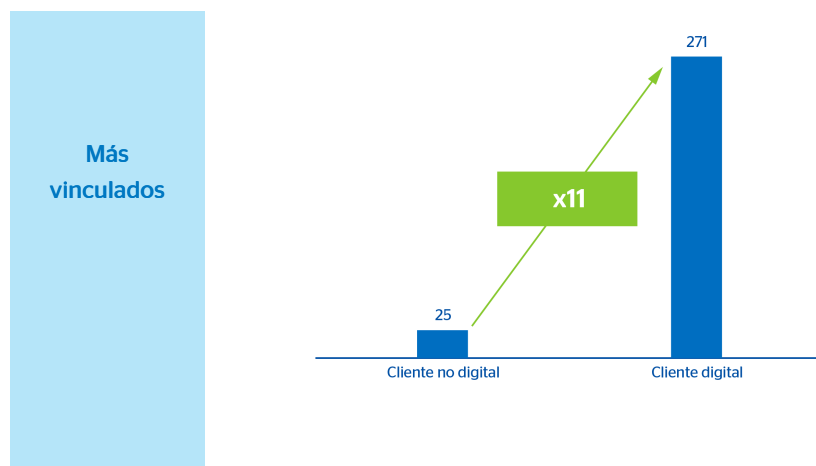 Más
vinculados
271
x11
25
Cliente no digital
Cliente digital